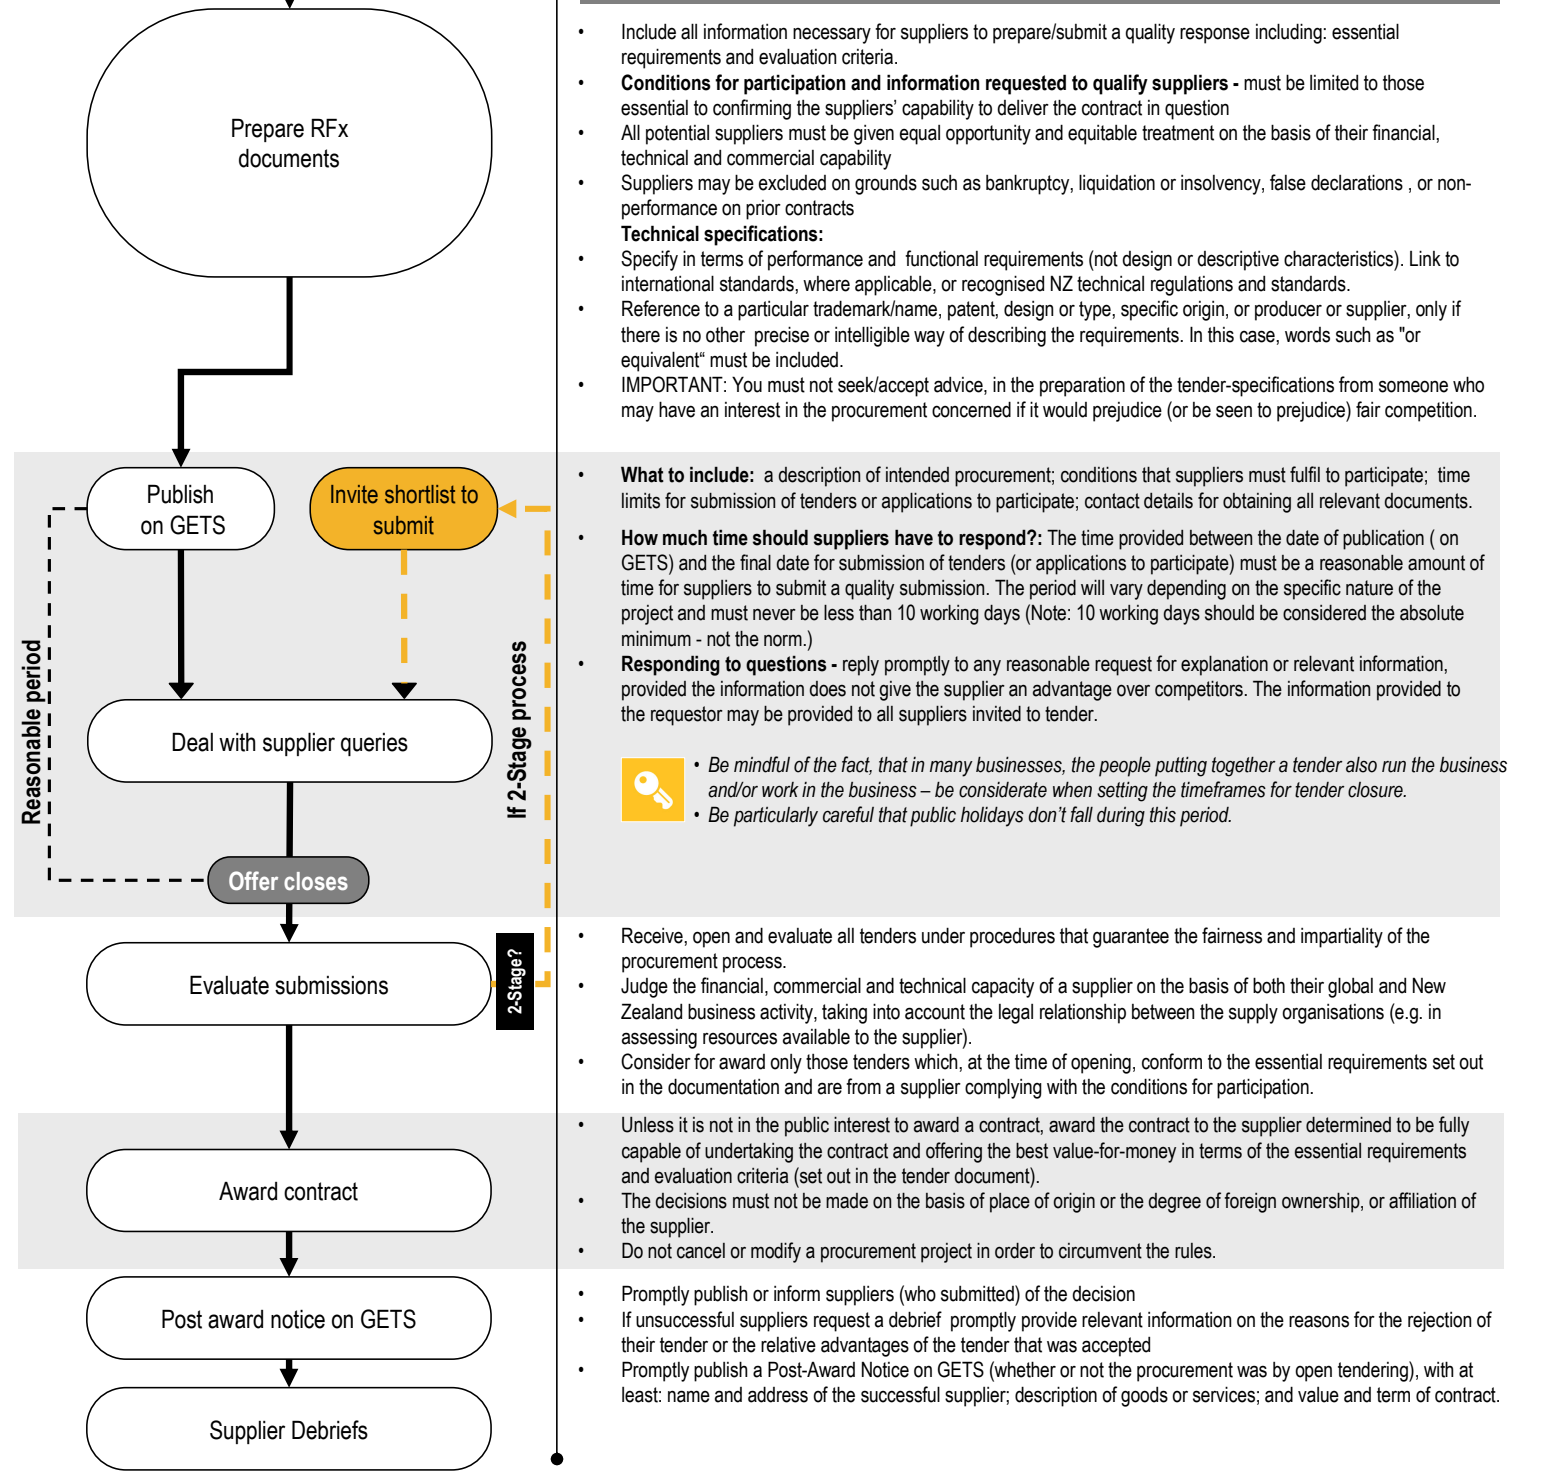 Prepare RFx
documents
• Include all information necessary for suppliers to prepare/submit a quality response including: essential
requirements and evaluation criteria.
• Conditions for participation and information requested to qualify suppliers - must be limited to those
essential to confirming the suppliers’ capability to deliver the contract in question
• All potential suppliers must be given equal opportunity and equitable treatment on the basis of their financial,
technical and commercial capability
• Suppliers may be excluded on grounds such as bankruptcy, liquidation or insolvency, false declarations , or non-
performance on prior contracts
Technical specifications:
• Specify in terms of performance and functional requirements (not design or descriptive characteristics). Link to
international standards, where applicable, or recognised NZ technical regulations and standards.
• Reference to a particular trademark/name, patent, design or type, specific origin, or producer or supplier, only if
there is no other precise or intelligible way of describing the requirements. In this case, words such as "or
equivalent“ must be included.
• IMPORTANT: You must not seek/accept advice, in the preparation of the tender-specifications from someone who
may have an interest in the procurement concerned if it would prejudice (or be seen to prejudice) fair competition.
Publish
on GETS
Invite shortlist to
submit
Reasonable period
If 2-Stage process
Deal with supplier queries
Offer closes
• What to include: a description of intended procurement; conditions that suppliers must fulfil to participate; time
limits for submission of tenders or applications to participate; contact details for obtaining all relevant documents.
• How much time should suppliers have to respond?: The time provided between the date of publication ( on
GETS) and the final date for submission of tenders (or applications to participate) must be a reasonable amount of
time for suppliers to submit a quality submission. The period will vary depending on the specific nature of the
project and must never be less than 10 working days (Note: 10 working days should be considered the absolute
minimum - not the norm.)
• Responding to questions - reply promptly to any reasonable request for explanation or relevant information,
provided the information does not give the supplier an advantage over competitors. The information provided to
the requestor may be provided to all suppliers invited to tender.
• Be mindful of the fact, that in many businesses, the people putting together a tender also run the business
and/or work in the business – be considerate when setting the timeframes for tender closure.
• Be particularly careful that public holidays don’t fall during this period.
Evaluate submissions
2-Stage?
• Receive, open and evaluate all tenders under procedures that guarantee the fairness and impartiality of the
procurement process.
• Judge the financial, commercial and technical capacity of a supplier on the basis of both their global and New
Zealand business activity, taking into account the legal relationship between the supply organisations (e.g. in
assessing resources available to the supplier).
• Consider for award only those tenders which, at the time of opening, conform to the essential requirements set out
in the documentation and are from a supplier complying with the conditions for participation.
Award contract
• Unless it is not in the public interest to award a contract, award the contract to the supplier determined to be fully
capable of undertaking the contract and offering the best value-for-money in terms of the essential requirements
and evaluation criteria (set out in the tender document).
• The decisions must not be made on the basis of place of origin or the degree of foreign ownership, or affiliation of
the supplier.
• Do not cancel or modify a procurement project in order to circumvent the rules.
Post award notice on GETS
Supplier Debriefs
• Promptly publish or inform suppliers (who submitted) of the decision
• If unsuccessful suppliers request a debrief promptly provide relevant information on the reasons for the rejection of
their tender or the relative advantages of the tender that was accepted
• Promptly publish a Post-Award Notice on GETS (whether or not the procurement was by open tendering), with at
least: name and address of the successful supplier; description of goods or services; and value and term of contract.